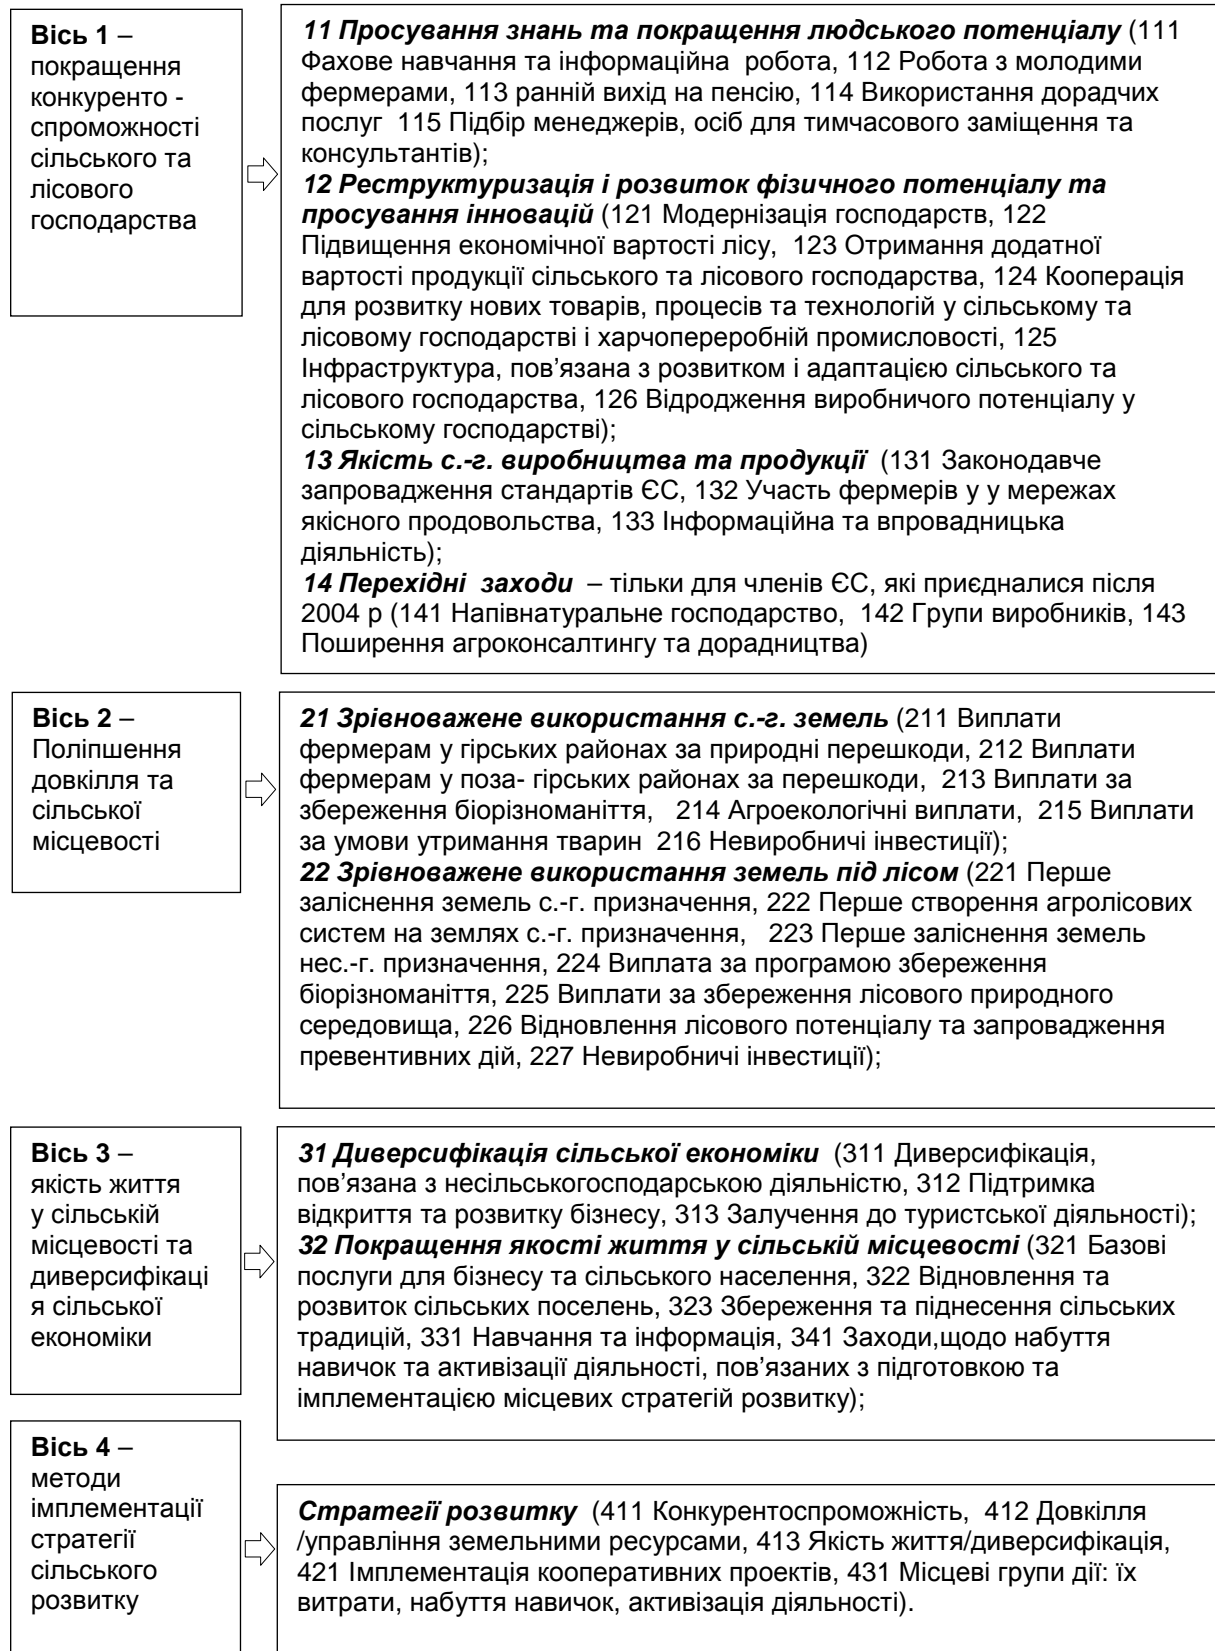 Вісь 1 –
покращення
конкуренто -
спроможності
сільського та
лісового
господарства
11 Просування знань та покращення людського потенціалу (111
Фахове навчання та інформаційна робота, 112 Робота з молодими
фермерами, 113 ранній вихід на пенсію, 114 Використання дорадчих
послуг 115 Підбір менеджерів, осіб для тимчасового заміщення та
консультантів);
12 Реструктуризація і розвиток фізичного потенціалу та
просування інновацій (121 Модернізація господарств, 122
Підвищення економічної вартості лісу, 123 Отримання додатної
вартості продукції сільського та лісового господарства, 124 Кооперація
для розвитку нових товарів, процесів та технологій у сільському та
лісовому господарстві і харчопереробній промисловості, 125
Інфраструктура, пов’язана з розвитком і адаптацією сільського та
лісового господарства, 126 Відродження виробничого потенціалу у
сільському господарстві);
13 Якість с.-г. виробництва та продукції (131 Законодавче
запровадження стандартів ЄС, 132 Участь фермерів у у мережах
якісного продовольства, 133 Інформаційна та впровадницька
діяльність);
14 Перехідні заходи – тільки для членів ЄС, які приєдналися після
2004 р (141 Напівнатуральне господарство, 142 Групи виробників, 143
Поширення агроконсалтингу та дорадництва)
Вісь 2 –
Поліпшення
довкілля та
сільської
місцевості
21 Зрівноважене використання с.-г. земель (211 Виплати
фермерам у гірських районах за природні перешкоди, 212 Виплати
фермерам у поза- гірських районах за перешкоди, 213 Виплати за
збереження біорізноманіття, 214 Агроекологічні виплати, 215 Виплати
за умови утримання тварин 216 Невиробничі інвестиції);
22 Зрівноважене використання земель під лісом (221 Перше
заліснення земель с.-г. призначення, 222 Перше створення агролісових
систем на землях с.-г. призначення, 223 Перше заліснення земель
нес.-г. призначення, 224 Виплата за програмою збереження
біорізноманіття, 225 Виплати за збереження лісового природного
середовища, 226 Відновлення лісового потенціалу та запровадження
превентивних дій, 227 Невиробничі інвестиції);
Вісь 3 –
якість життя
у сільській
місцевості та
диверсифікаці
я сільської
економіки
31 Диверсифікація сільської економіки (311 Диверсифікація,
пов’язана з несільськогосподарською діяльністю, 312 Підтримка
відкриття та розвитку бізнесу, 313 Залучення до туристської діяльності);
32 Покращення якості життя у сільській місцевості (321 Базові
послуги для бізнесу та сільського населення, 322 Відновлення та
розвиток сільських поселень, 323 Збереження та піднесення сільських
традицій, 331 Навчання та інформація, 341 Заходи,щодо набуття
навичок та активізації діяльності, пов’язаних з підготовкою та
імплементацією місцевих стратегій розвитку);
Вісь 4 –
методи
імплементації
стратегії
сільського
розвитку
Стратегії розвитку (411 Конкурентоспроможність, 412 Довкілля
/управління земельними ресурсами, 413 Якість життя/диверсифікація,
421 Імплементація кооперативних проектів, 431 Місцеві групи дії: їх
витрати, набуття навичок, активізація діяльності).